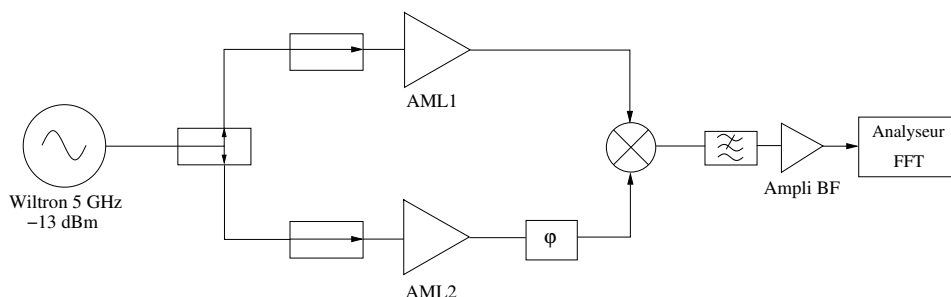 AML1
Wiltron 5 GHz
−13 dBm
Ampli BF
Analyseur
FFT
φ
AML2